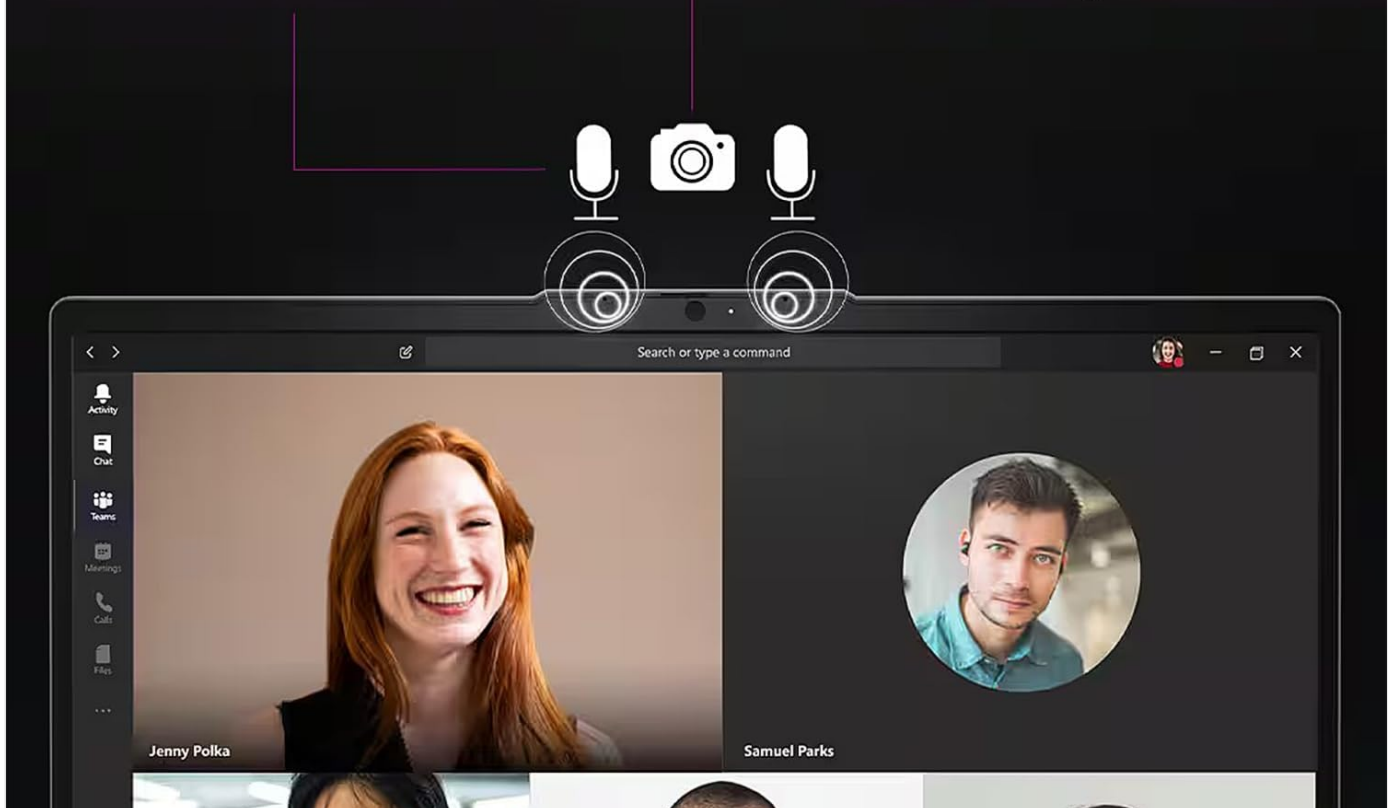 Search or type a command
Activity
Chat
Teams
Meetings
Calls
Files
Jenny Polka
Samuel Parks